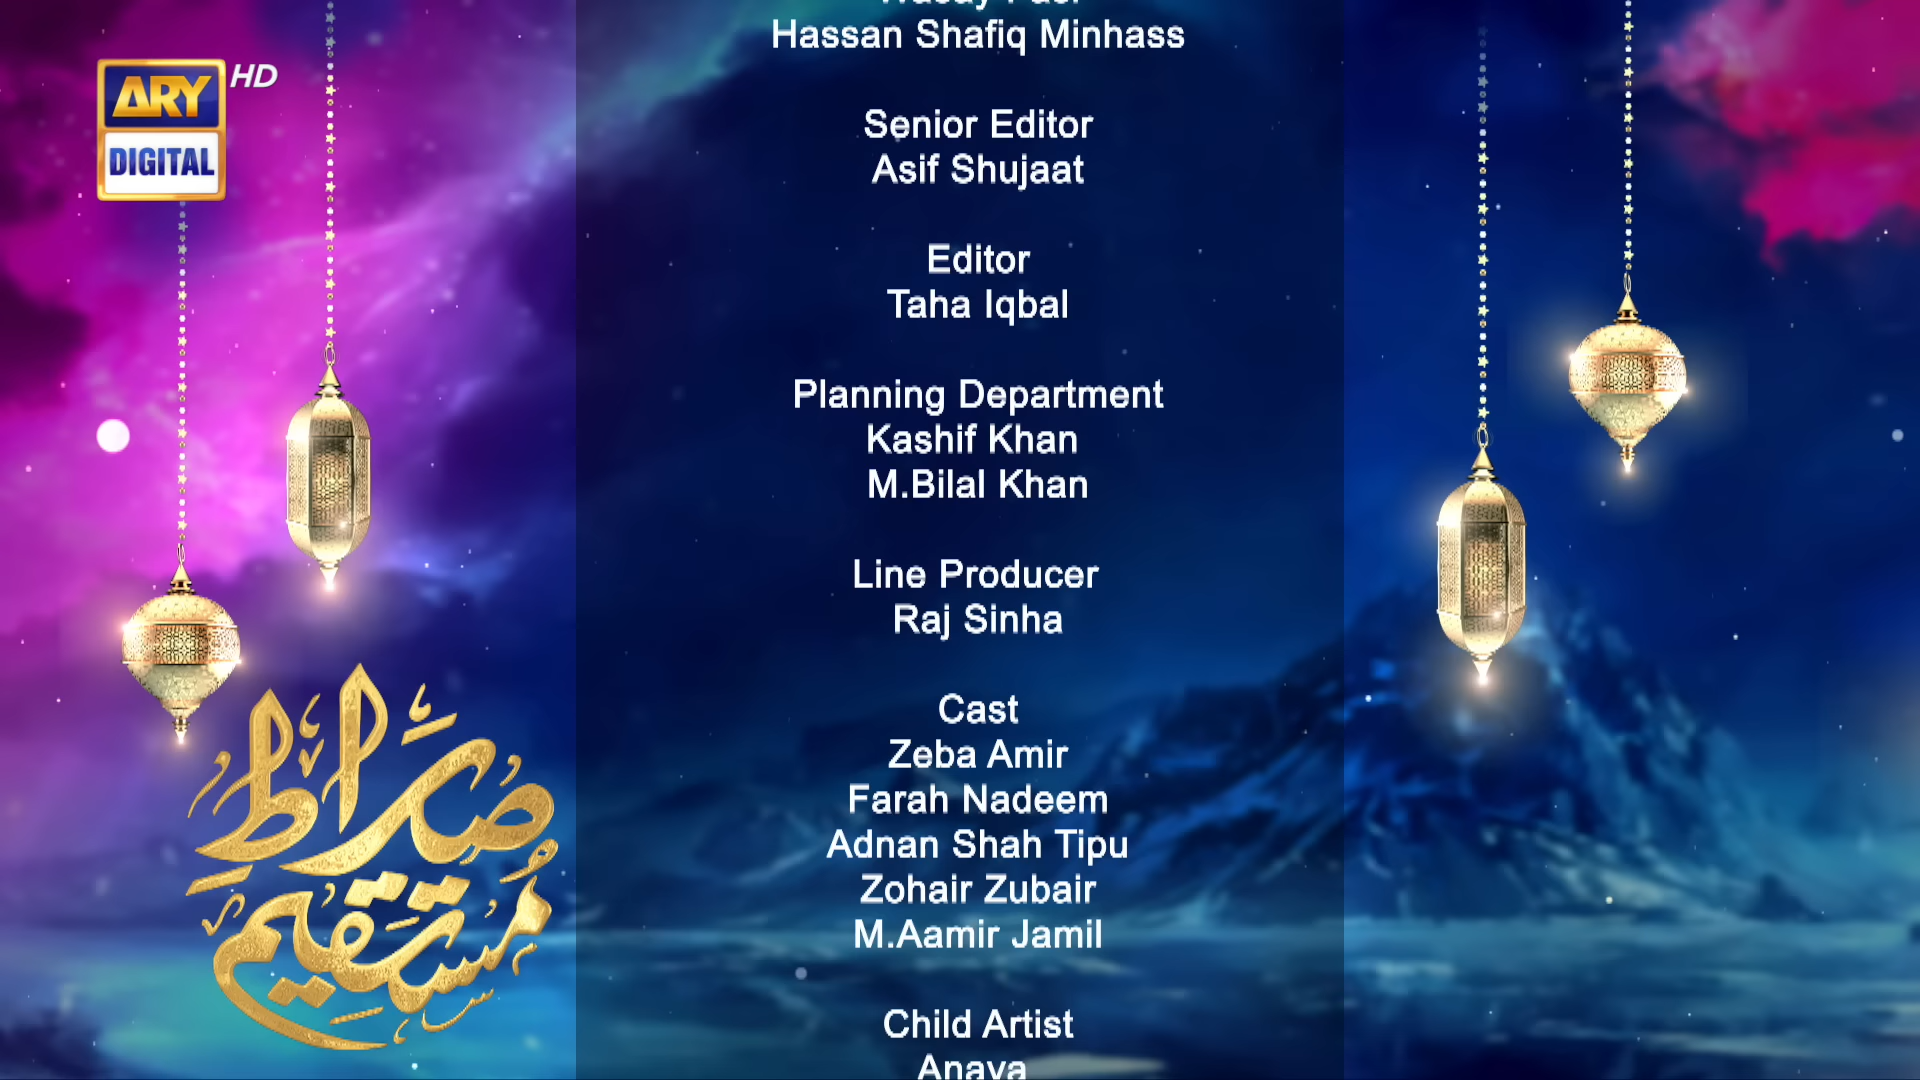 Hassan Shafiq Minhass
ARY HD
DIGITAL
Senior Editor
Asif Shujaat
Editor
Taha Iqbal
Planning Department
Kashif Khan
M.Bilal Khan
Line Producer
Raj Sinha
Cast
Zeba Amir
Farah Nadeem
Adnan Shah Tipu
Zohair Zubair
M.Aamir Jamil
صراطِ
مُستقیم
Child Artist
Anaya